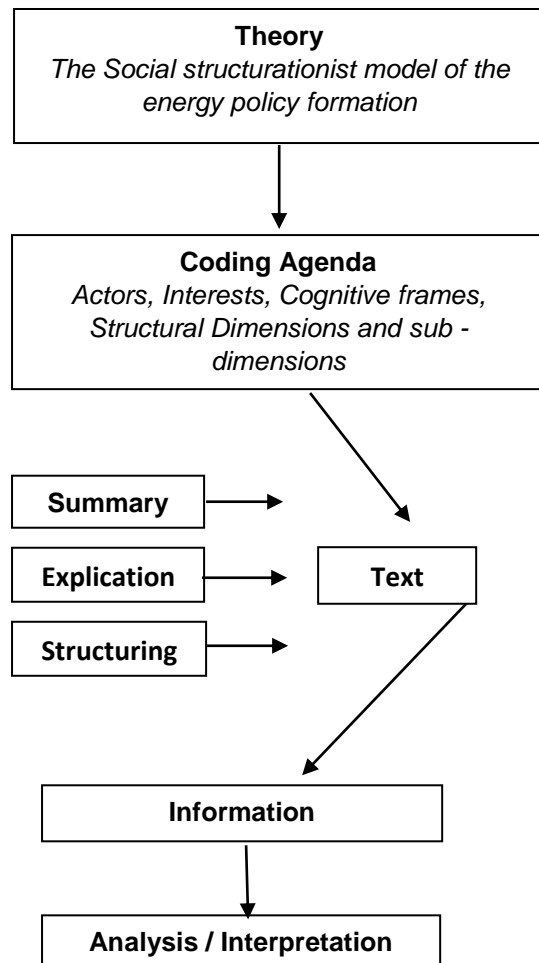 Theory
The Social structurationist model of the
energy policy formation
Coding Agenda
Actors, Interests, Cognitive frames,
Structural Dimensions and sub -
dimensions
Summary
Explication
Text
Structuring
Information
Analysis / Interpretation